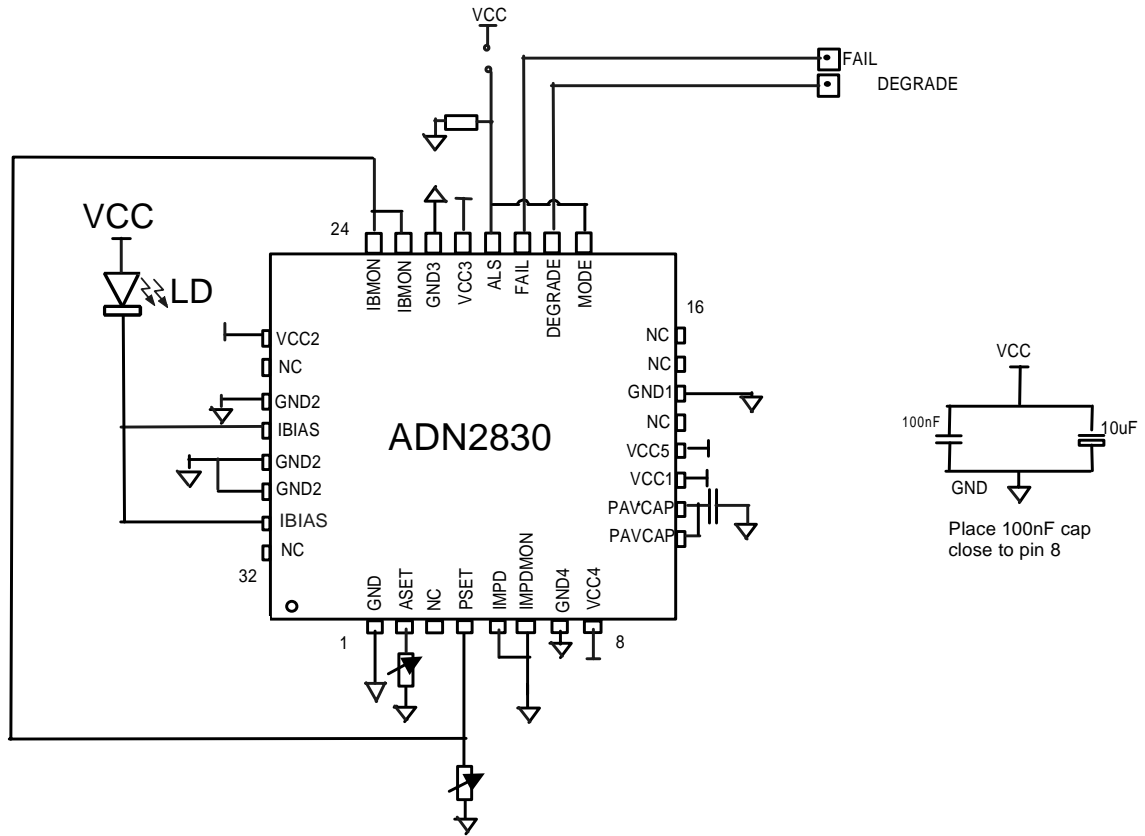 VCC
FAIL
DEGRADE
VCC
LD
24
IBMON
IBMON
GND3
VCC3
ALS
FAIL
DEGRADE
MODE
16
VCC2
NC
GND2
IBIAS
GND2
GND2
IBIAS
NC
32
ADN2830
NC
NC
GND1
NC
VCC5
VCC1
PAVCAP
PAVCAP
GND
ASET
NC
PSET
IMPD
IMPDMON
GND4
VCC4
1
8
VCC
100nF
10uF
GND
Place 100nF cap
close to pin 8